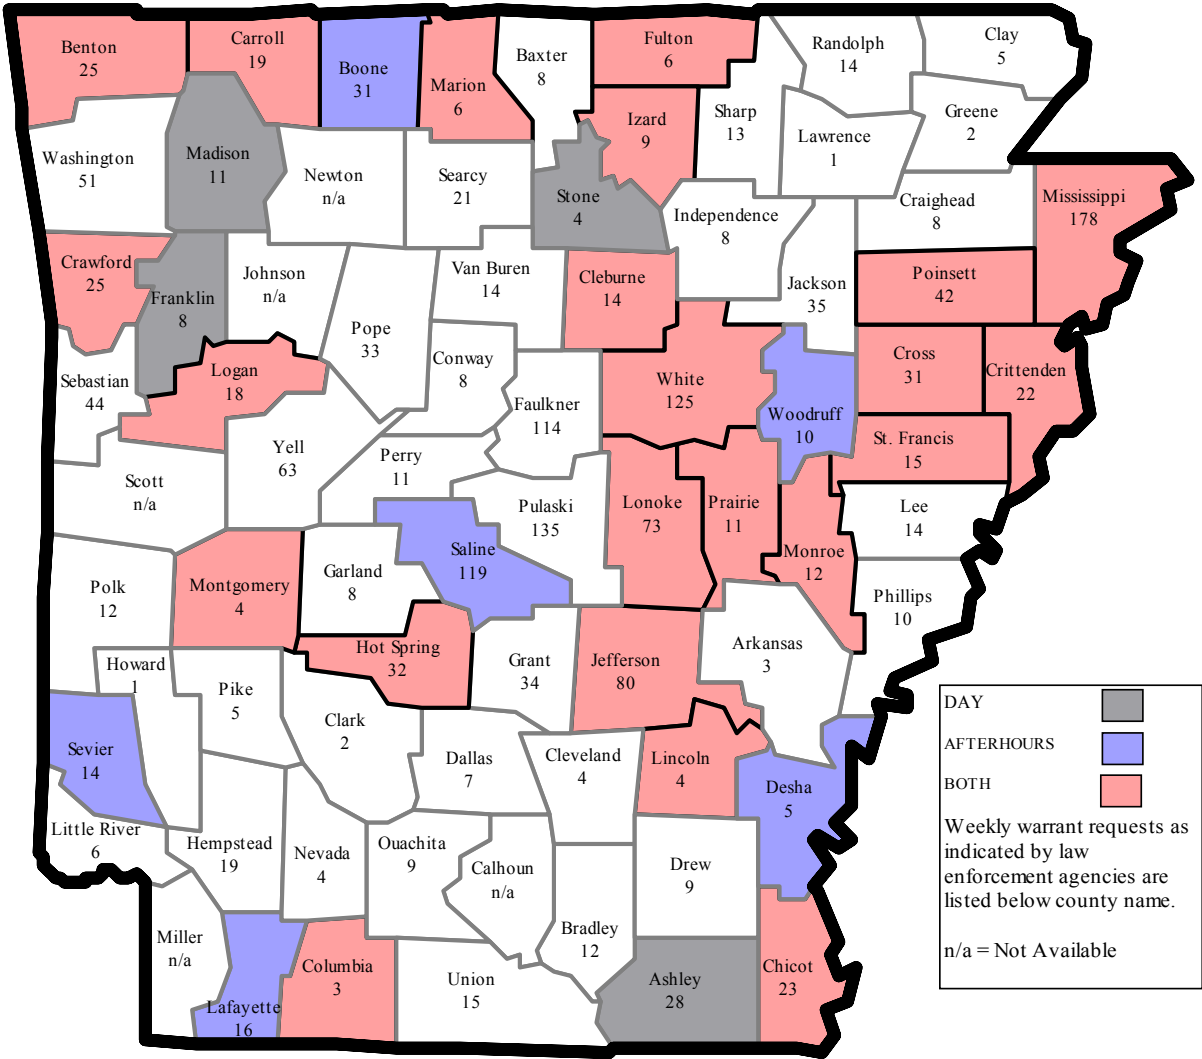 Benton
25
Carroll
19
Boone
31
Marion
6
Baxter
8
Fulton
6
Randolph
14
Clay
5
Izard
9
Sharp
13
Greene
2
Lawrence
1
Washington
51
Madison
11
Newton
n/a
Searcy
21
Stone
4
Independence
8
Craighead
8
Mississippi
178
Crawford
25
Franklin
8
Johnson
n/a
Van Buren
14
Cleburne
14
Jackson
35
Poinsett
42
Pope
33
Conway
8
Sebastian
44
Logan
18
White
125
Woodruff
10
Cross
31
Crittenden
22
Faulkner
114
St. Francis
15
Yell
63
Perry
11
Scott
n/a
Pulaski
135
Lonoke
73
Prairie
11
Lee
14
Saline
119
Monroe
12
Polk
12
Montgomery
4
Garland
8
Phillips
10
Hot Spring
32
Grant
34
Jefferson
80
Arkansas
3
Howard
1
Pike
5
Clark
2
Sevier
14
Dallas
7
Cleveland
4
Lincoln
4
Desha
5
Little River
6
Hempstead
19
Nevada
4
Ouachita
9
Calhoun
n/a
Drew
9
Miller
n/a
Bradley
12
Lafayette
16
Columbia
3
Union
15
Ashley
28
Chicot
23
DAY
AFTERHOURS
BOTH
Weekly warrant requests as
indicated by law
enforcement agencies are
listed below county name.
n/a = Not Available